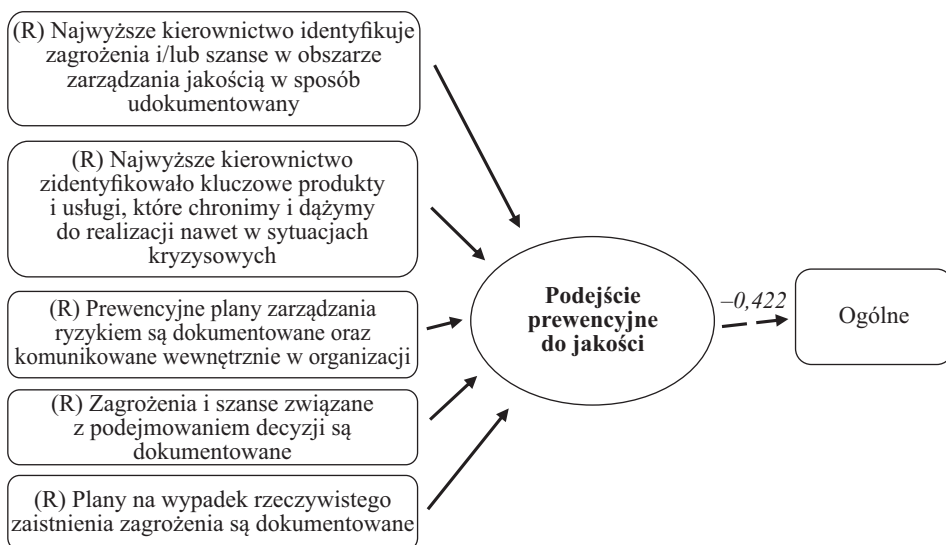 (R) Najwyższe kierownictwo identyfikuje
zagrożenia i/lub szanse w obszarze
zarządzania jakością w sposób
udokumentowany
(R) Najwyższe kierownictwo
zidentyfikowało kluczowe produkty
i usługi, które chronimy i dążymy
do realizacji nawet w sytuacjach
kryzysowych
(R) Prewencyjne plany zarządzania
ryzykiem są dokumentowane oraz
komunikowane wewnętrznie w organizacji
(R) Zagrożenia i szanse związane
z podejmowaniem decyzji są
dokumentowane
(R) Plany na wypadek rzeczywistego
zaistnienia zagrożenia są dokumentowane
Podejście
prewencyjne
do jakości
–0,422
Ogólne